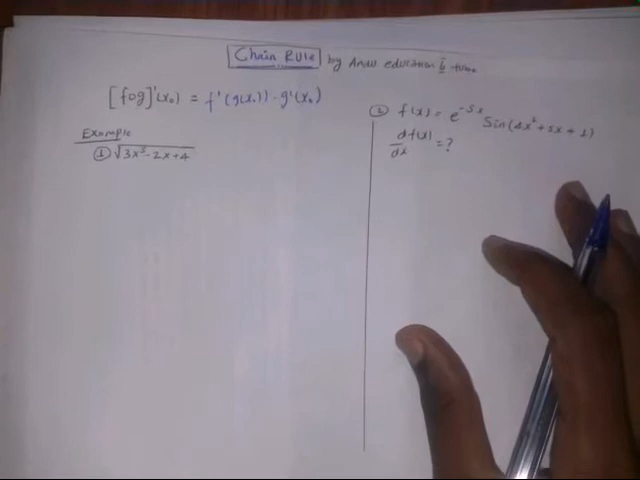 Chain Rule by Anuu education
[fog]'(x₀) = f'(g(x₀)) · g'(x₀)
Example
① √3x³-2x+4
② f(x) = e^-5x Sin(4x²+5x+1)
df(x)/dx = ?